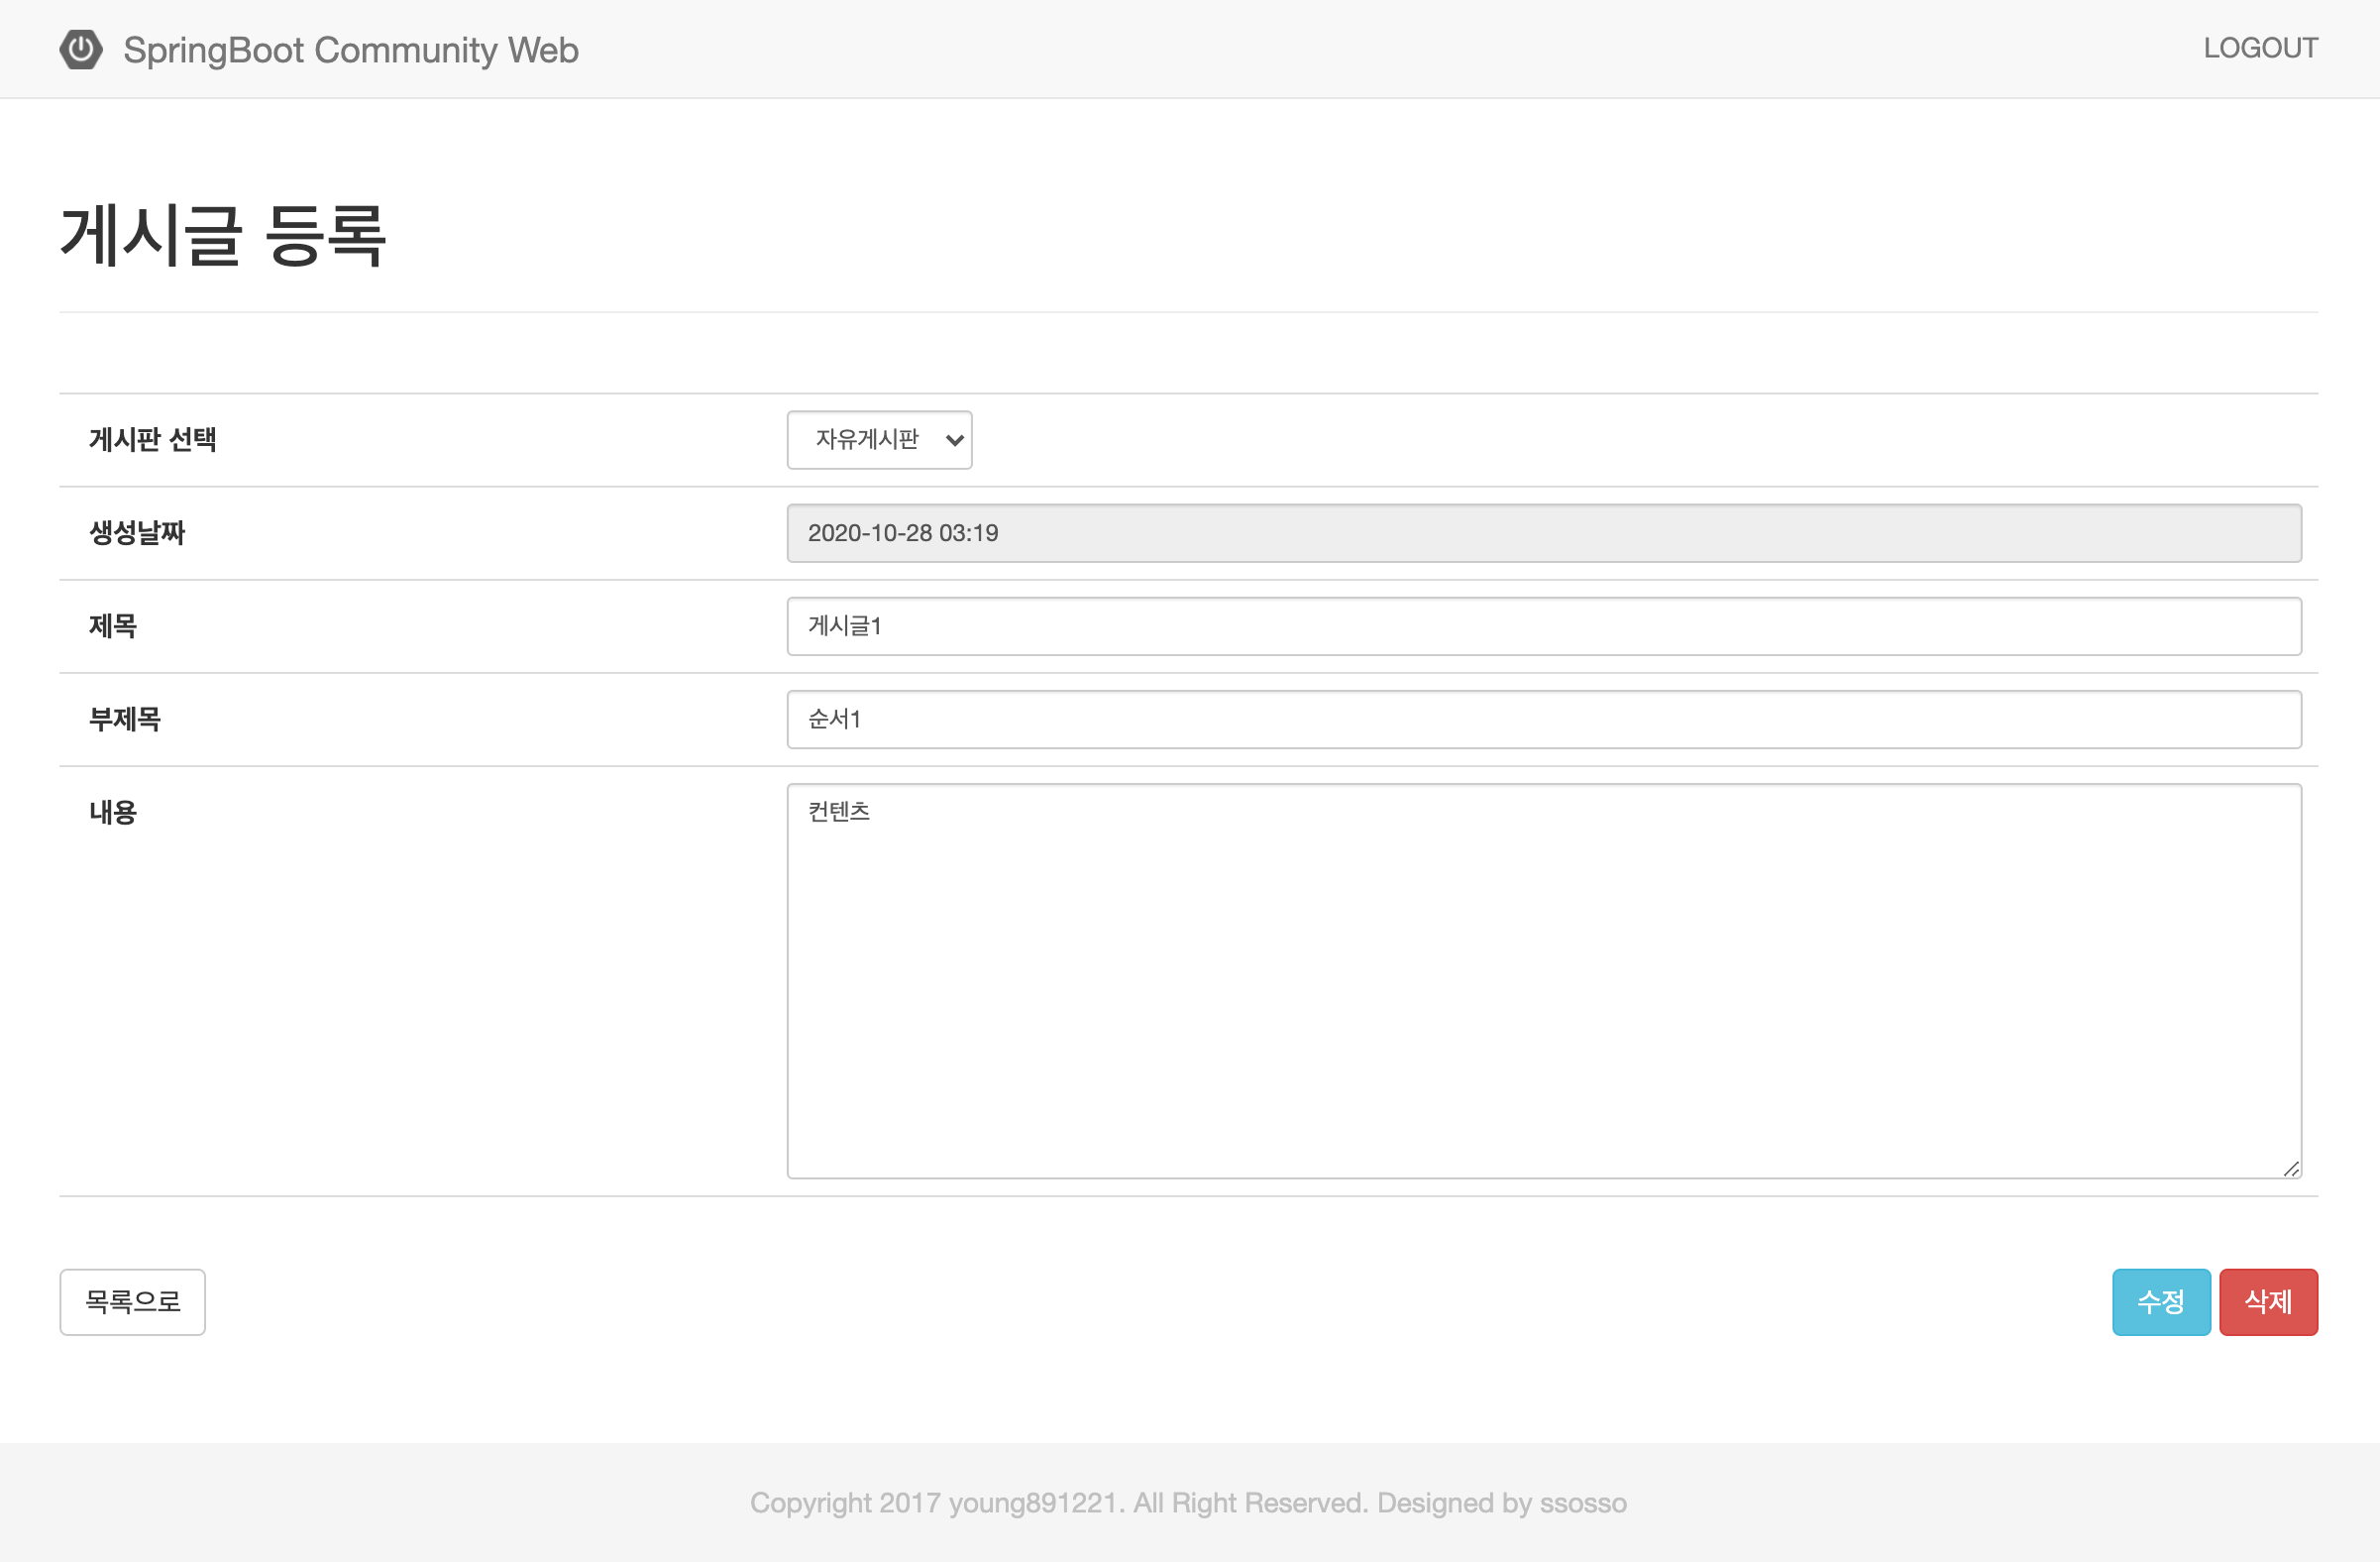 SpringBoot Community Web
LOGOUT
게시글 등록
게시판 선택
자유게시판
생성날짜
2020-10-28 03:19
제목
게시글1
부제목
순서1
내용
컨텐츠
목록으로
수정
삭제
Copyright 2017 young891221. All Right Reserved. Designed by ssosso